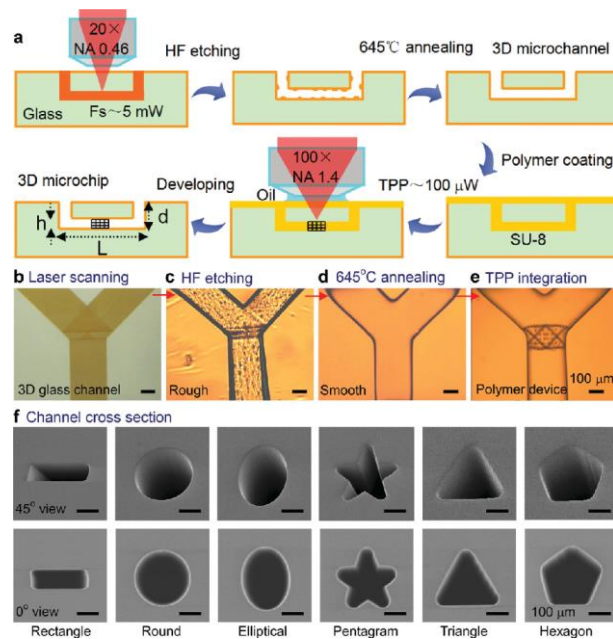 a
20×
NA 0.46
HF etching
645℃ annealing
3D microchannel
Glass
Fs~5 mW
Polymer coating
3D microchip
Developing
100×
NA 1.4
Oil
TPP~100 μW
h
d
L
SU-8
b Laser scanning
c HF etching
d 645°C annealing
e TPP integration
3D glass channel
Rough
Smooth
Polymer device
100 μm
f Channel cross section
45° view
0° view
100 μm
Rectangle
Round
Elliptical
Pentagram
Triangle
Hexagon